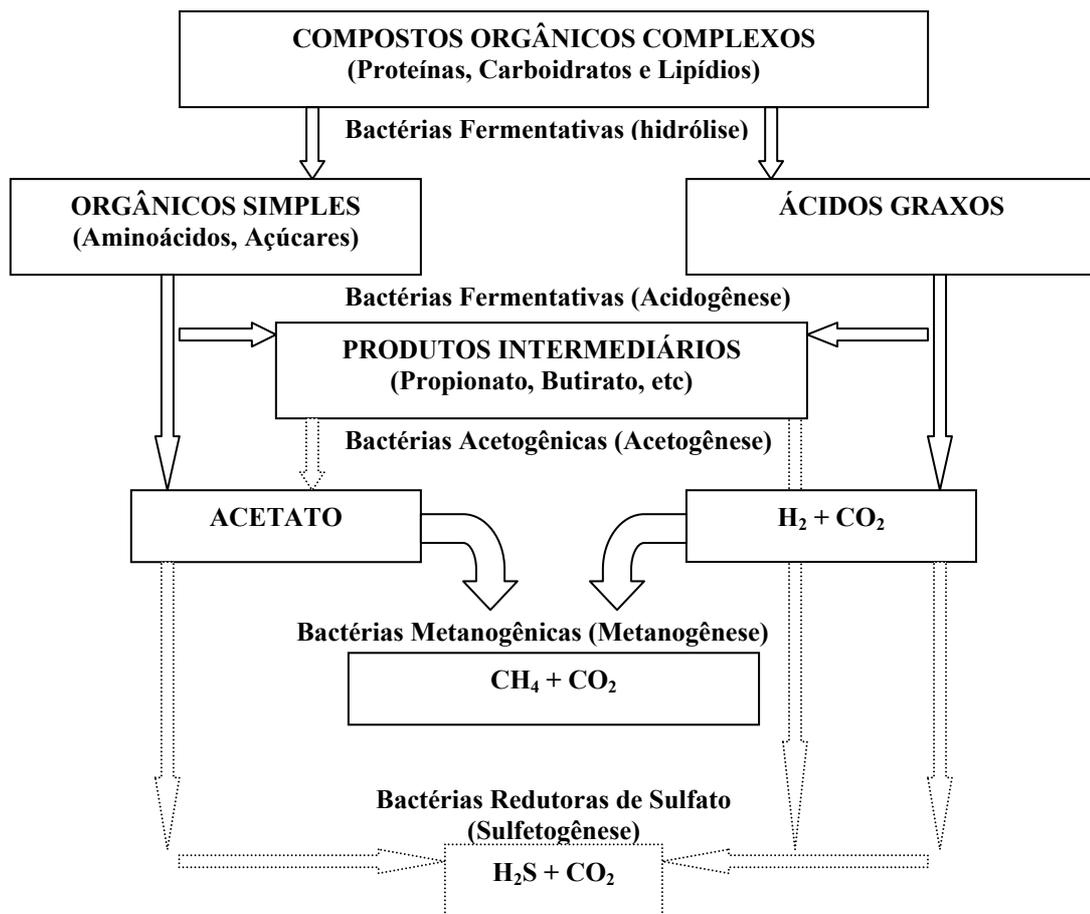 COMPOSTOS ORGÂNICOS COMPLEXOS
(Proteínas, Carboidratos e Lipídios)
Bactérias Fermentativas (hidrólise)
ORGÂNICOS SIMPLES
(Aminoácidos, Açúcares)
ÁCIDOS GRAXOS
Bactérias Fermentativas (Acidogênese)
PRODUTOS INTERMEDIÁRIOS
(Propionato, Butirato, etc)
Bactérias Acetogênicas (Acetogênese)
ACETATO
H₂ + CO₂
Bactérias Metanogênicas (Metanogênese)
CH₄ + CO₂
Bactérias Redutoras de Sulfato
(Sulfetogênese)
H₂S + CO₂